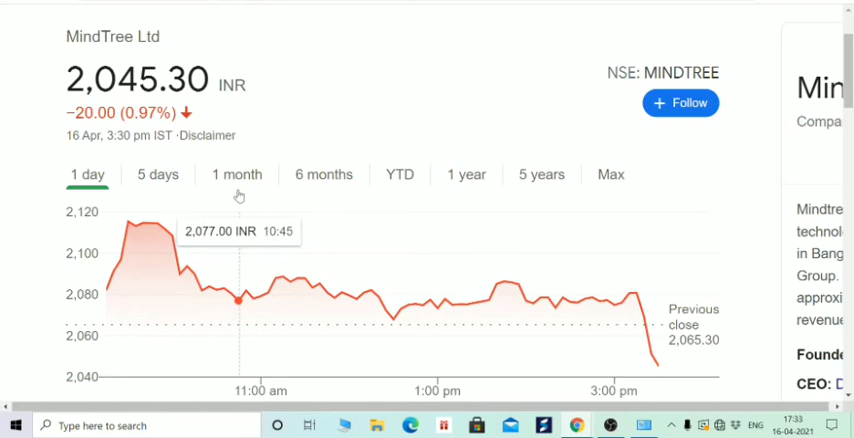 MindTree Ltd
2,045.30 INR
−20.00 (0.97%)
16 Apr, 3:30 pm IST ·Disclaimer
NSE: MINDTREE
+ Follow
1 day
5 days
1 month
6 months
YTD
1 year
5 years
Max
2,120
2,100
2,080
2,060
2,040
2,077.00 INR 10:45
Previous
close
2,065.30
11:00 am
1:00 pm
3:00 pm
Min
Compa
Mindtre
technol
in Bang
Group.
approxi
revenue
Founde
CEO: D
Type here to search
ENG
17:33
16-04-2021